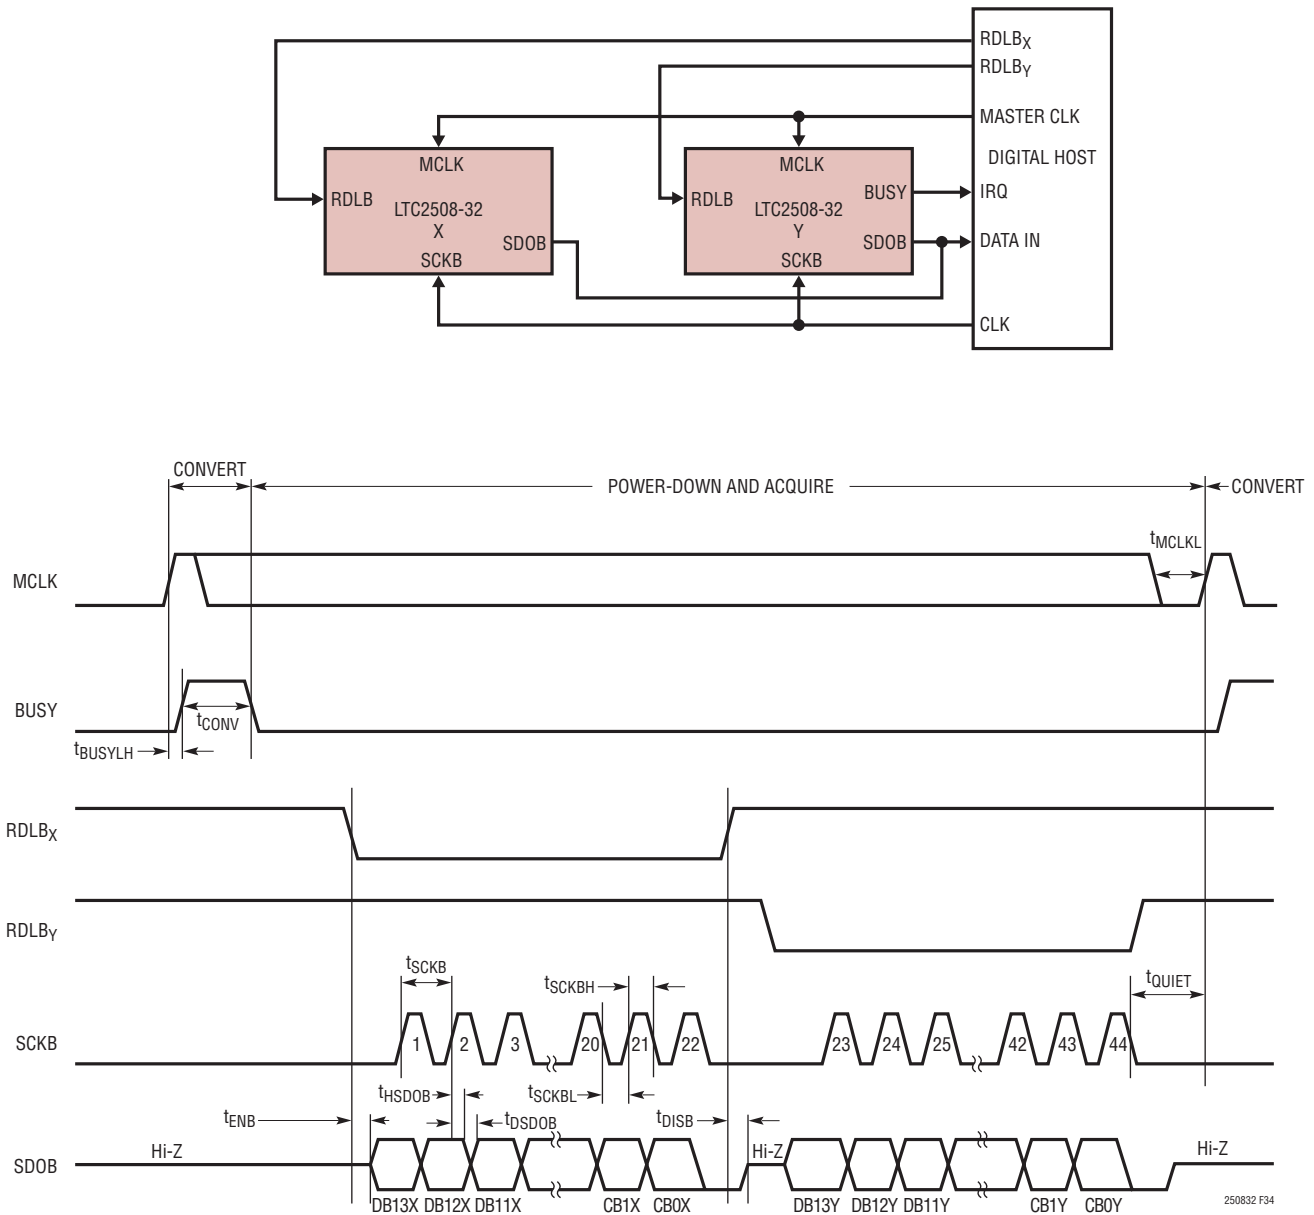 RDLBX
RDLBY
MASTER CLK
MCLK
MCLK
DIGITAL HOST
RDLB
LTC2508-32
X
SDOB
SCKB
RDLB
LTC2508-32
Y
BUSY
SDOB
SCKB
IRQ
DATA IN
CLK
CONVERT
POWER-DOWN AND ACQUIRE
CONVERT
MCLK
tMCLKL
BUSY
tCONV
tBUSYLH
RDLBX
RDLBY
tSCKB
tSCKBH
tQUIET
SCKB
1 2 3 20 21 22 23 24 25 42 43 44
tHSDOB
tSCKBL
tENB
tDSDOB
tDISB
SDOB
Hi-Z
Hi-Z
Hi-Z
DB13X DB12X DB11X CB1X CB0X DB13Y DB12Y DB11Y CB1Y CB0Y
250832 F34